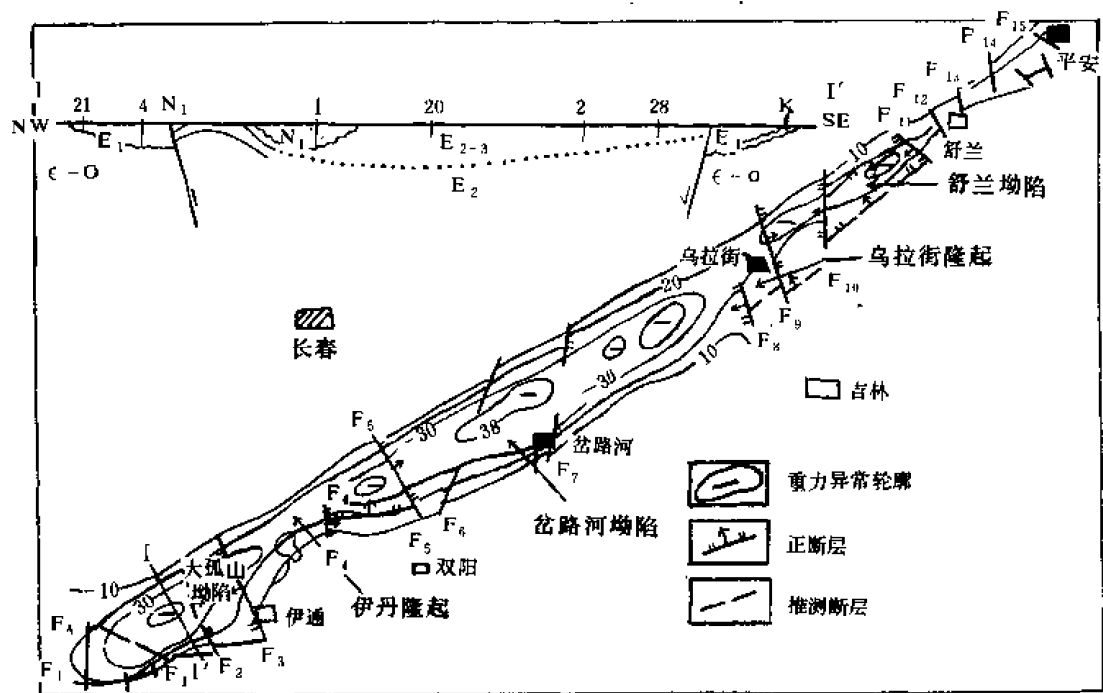 I
NW
21
4
N₁
1
20
2
28
K
I′
SE
E₁
N₁
E₂₋₃
E₁
E₂
ϵ-O
ϵ-O
F₁₅
F₁₄
F₁₃
F₁₂
F₁₁
平安
舒兰
舒兰坳陷
-10
乌拉街
乌拉街隆起
F₁₀
F₉
F₈
20
10
长春
吉林
-30
-30
38
岔路河
F₇
岔路河坳陷
F₅
F₄
F₆
F₅
F₄
双阳
伊丹隆起
I
大孤山
坳陷
-10
30
伊通
F₃
F₂
I′
F₁
F₁
重力异常轮廓
正断层
推测断层